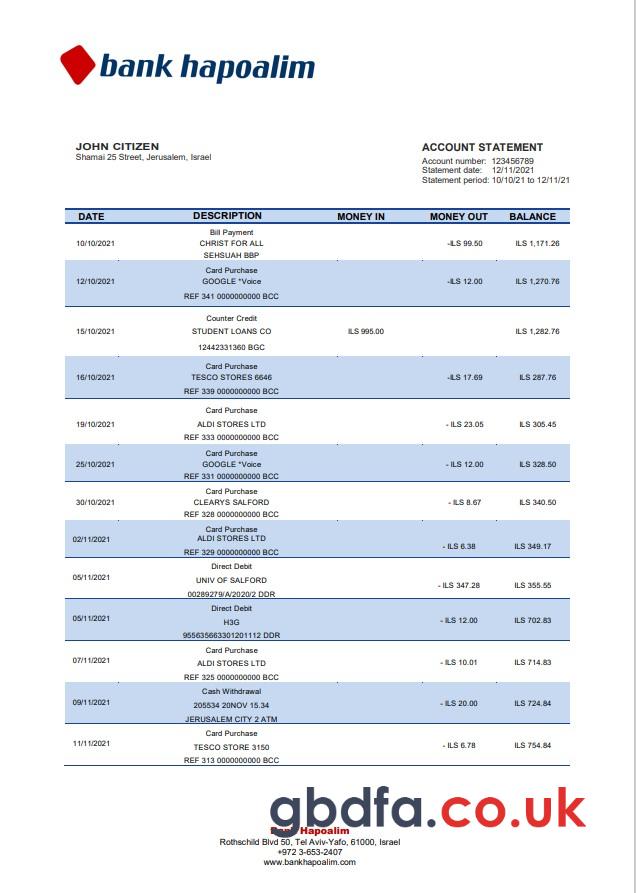 bank hapoalim
JOHN CITIZEN
Shamai 25 Street, Jerusalem, Israel
ACCOUNT STATEMENT
Account number: 123456789
Statement date: 12/11/2021
Statement period: 10/10/21 to 12/11/21
DATE DESCRIPTION MONEY IN MONEY OUT BALANCE
Bill Payment
10/10/2021 CHRIST FOR ALL -ILS 99.50 ILS 1,171.26
SEHSUAH BBP
Card Purchase
12/10/2021 GOOGLE *Voice -ILS 12.00 ILS 1,270.76
REF 341 0000000000 BCC
Counter Credit
15/10/2021 STUDENT LOANS CO ILS 995.00 ILS 1,282.76
12442331360 BGC
Card Purchase
16/10/2021 TESCO STORES 6646 -ILS 17.69 ILS 287.76
REF 339 0000000000 BCC
Card Purchase
19/10/2021 ALDI STORES LTD - ILS 23.05 ILS 305.45
REF 333 0000000000 BCC
Card Purchase
25/10/2021 GOOGLE *Voice - ILS 12.00 ILS 328.50
REF 331 0000000000 BCC
Card Purchase
30/10/2021 CLEARYS SALFORD - ILS 8.67 ILS 340.50
REF 328 0000000000 BCC
Card Purchase
02/11/2021 ALDI STORES LTD - ILS 6.38 ILS 349.17
REF 329 0000000000 BCC
Direct Debit
05/11/2021 UNIV OF SALFORD - ILS 347.28 ILS 355.55
00289279/A/2020/2 DDR
Direct Debit
05/11/2021 H3G - ILS 12.00 ILS 702.83
955635663301201112 DDR
Card Purchase
07/11/2021 ALDI STORES LTD - ILS 10.01 ILS 714.83
REF 325 0000000000 BCC
Cash Withdrawal
09/11/2021 205534 20NOV 15.34 - ILS 20.00 ILS 724.84
JERUSALEM CITY 2 ATM
Card Purchase
11/11/2021 TESCO STORE 3150 - ILS 6.78 ILS 754.84
REF 313 0000000000 BCC
gbdfa.co.uk
Bank Hapoalim
Rothschild Blvd 50, Tel Aviv-Yafo, 61000, Israel
+972 3-653-2407
www.bankhapoalim.com